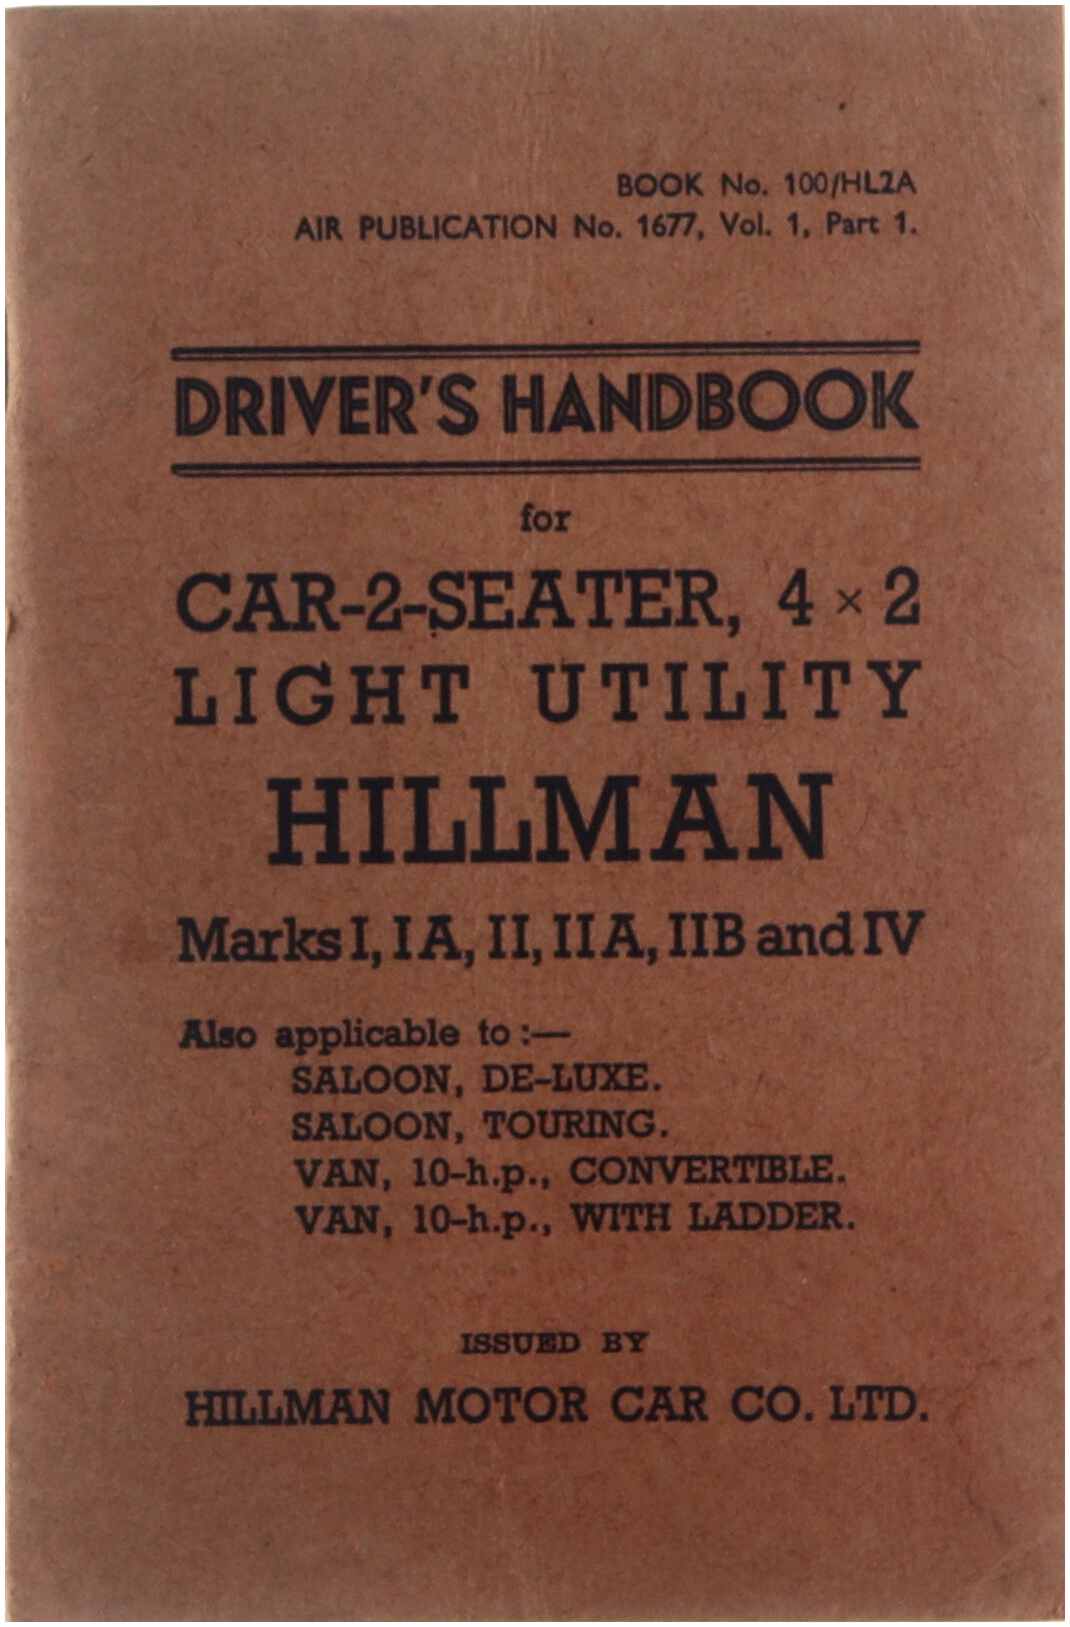 BOOK No. 100/HL2A
AIR PUBLICATION No. 1677, Vol. 1, Part 1.
DRIVER'S HANDBOOK
for
CAR-2-SEATER, 4 × 2
LIGHT UTILITY
HILLMAN
Marks I, IA, II, IIA, IIB and IV
Also applicable to :—
SALOON, DE-LUXE.
SALOON, TOURING.
VAN, 10-h.p., CONVERTIBLE.
VAN, 10-h.p., WITH LADDER.
ISSUED BY
HILLMAN MOTOR CAR CO. LTD.